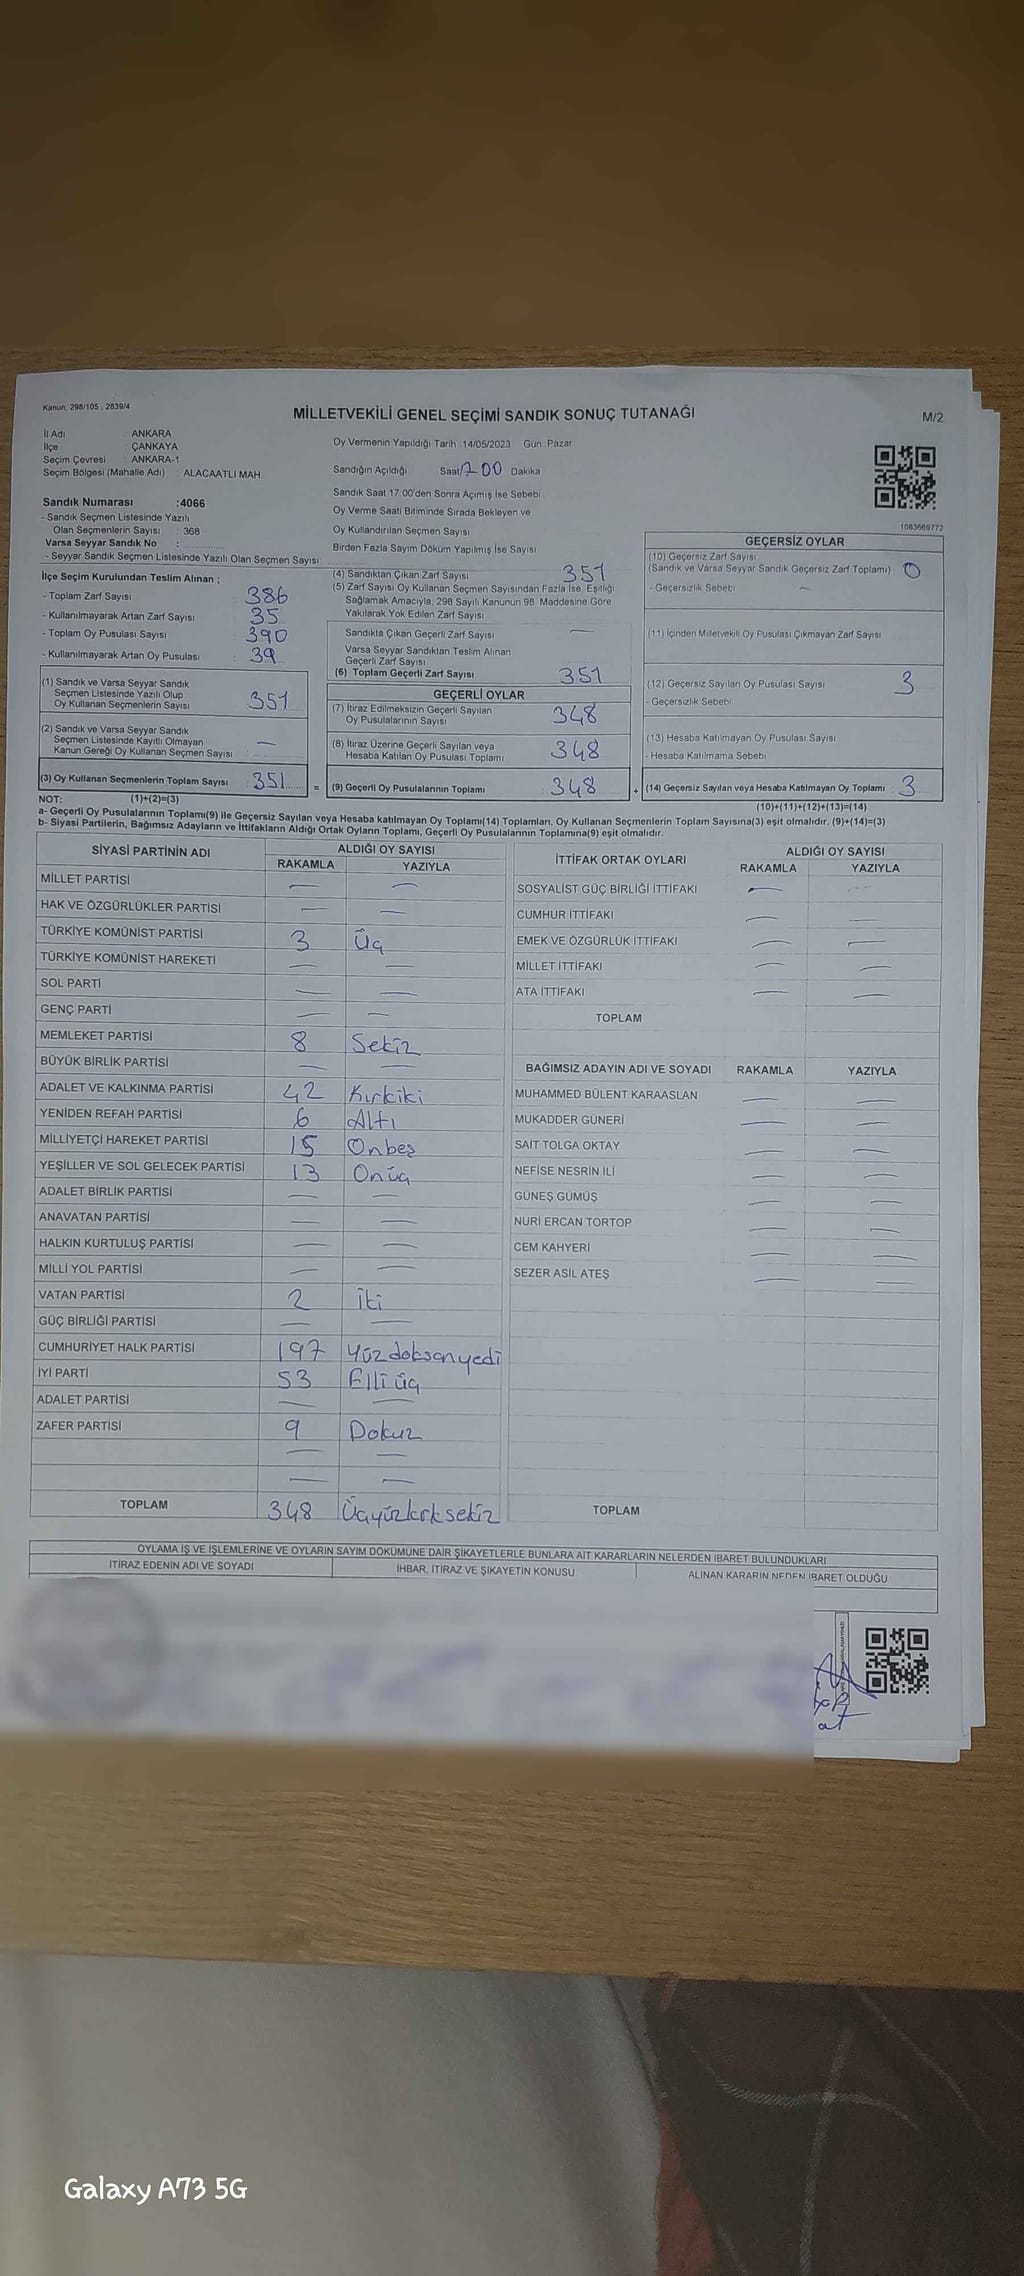 Kanun; 298/105 , 2839/4
MİLLETVEKİLİ GENEL SEÇİMİ SANDIK SONUÇ TUTANAĞI
M/2
İl Adı ANKARA
İlçe ÇANKAYA
Seçim Çevresi ANKARA-1
Seçim Bölgesi (Mahalle Adı) ALACAATLI MAH.
Sandık Numarası :4066
- Sandık Seçmen Listesinde Yazılı
Olan Seçmenlerin Sayısı : 368
Varsa Seyyar Sandık No :
- Seyyar Sandık Seçmen Listesinde Yazılı Olan Seçmen Sayısı
Oy Vermenin Yapıldığı Tarih 14/05/2023 Gün: Pazar
Sandığın Açıldığı Saat Dakika
Sandık Saat 17:00'den Sonra Açımış İse Sebebi
Oy Verme Saati Bitiminde Sırada Bekleyen ve
Oy Kullandırılan Seçmen Sayısı
Birden Fazla Sayım Döküm Yapılmış İse Sayısı
1083669772
İlçe Seçim Kurulundan Teslim Alınan ;
- Toplam Zarf Sayısı : 386
- Kullanılmayarak Artan Zarf Sayısı : 35
- Toplam Oy Pusulası Sayısı : 390
- Kullanılmayarak Artan Oy Pusulası : 39
(1) Sandık ve Varsa Seyyar Sandık
Seçmen Listesinde Yazılı Olup
Oy Kullanan Seçmenlerin Sayısı 351
(2) Sandık ve Varsa Seyyar Sandık
Seçmen Listesinde Kayıtlı Olmayan
Kanun Gereği Oy Kullanan Seçmen Sayısı —
(3) Oy Kullanan Seçmenlerin Toplam Sayısı 351 =
(4) Sandıktan Çıkan Zarf Sayısı 351
(5) Zarf Sayısı Oy Kullanan Seçmen Sayısından Fazla İse, Eşitliği
Sağlamak Amacıyla, 298 Sayılı Kanunun 98. Maddesine Göre
Yakılarak Yok Edilen Zarf Sayısı
Sandıkta Çıkan Geçerli Zarf Sayısı —
Varsa Seyyar Sandıktan Teslim Alınan
Geçerli Zarf Sayısı
(6) Toplam Geçerli Zarf Sayısı 351
GEÇERLİ OYLAR
(7) İtiraz Edilmeksizin Geçerli Sayılan
Oy Pusulalarının Sayısı 348
(8) İtiraz Üzerine Geçerli Sayılan veya
Hesaba Katılan Oy Pusulası Toplamı 348
(9) Geçerli Oy Pusulalarının Toplamı 348 +
GEÇERSİZ OYLAR
(10) Geçersiz Zarf Sayısı
(Sandık ve Varsa Seyyar Sandık Geçersiz Zarf Toplamı) 0
- Geçersizlik Sebebi —
(11) İçinden Milletvekili Oy Pusulası Çıkmayan Zarf Sayısı
(12) Geçersiz Sayılan Oy Pusulası Sayısı 3
- Geçersizlik Sebebi
(13) Hesaba Katılmayan Oy Pusulası Sayısı
- Hesaba Katılmama Sebebi
(14) Geçersiz Sayılan veya Hesaba Katılmayan Oy Toplamı 3
NOT: (1)+(2)=(3)
(10)+(11)+(12)+(13)=(14)
a- Geçerli Oy Pusulalarının Toplamı(9) ile Geçersiz Sayılan veya Hesaba katılmayan Oy Toplamı(14) Toplamları, Oy Kullanan Seçmenlerin Toplam Sayısına(3) eşit olmalıdır. (9)+(14)=(3)
b- Siyasi Partilerin, Bağımsız Adayların ve İttifakların Aldığı Ortak Oyların Toplamı, Geçerli Oy Pusulalarının Toplamına(9) eşit olmalıdır.
SİYASİ PARTİNİN ADI ALDIĞI OY SAYISI
RAKAMLA YAZIYLA
MİLLET PARTİSİ — —
HAK VE ÖZGÜRLÜKLER PARTİSİ — —
TÜRKİYE KOMÜNİST PARTİSİ 3 Üç
TÜRKİYE KOMÜNİST HAREKETİ — —
SOL PARTİ — —
GENÇ PARTİ — —
MEMLEKET PARTİSİ 8 Sekiz
BÜYÜK BİRLİK PARTİSİ — —
ADALET VE KALKINMA PARTİSİ 42 Kırkiki
YENİDEN REFAH PARTİSİ 6 Altı
MİLLİYETÇİ HAREKET PARTİSİ 15 Onbeş
YEŞİLLER VE SOL GELECEK PARTİSİ 13 Onüç
ADALET BİRLİK PARTİSİ — —
ANAVATAN PARTİSİ — —
HALKIN KURTULUŞ PARTİSİ — —
MİLLİ YOL PARTİSİ — —
VATAN PARTİSİ 2 İki
GÜÇ BİRLİĞİ PARTİSİ — —
CUMHURİYET HALK PARTİSİ 197 Yüzdoksanyedi
İYİ PARTİ 53 Elliüç
ADALET PARTİSİ — —
ZAFER PARTİSİ 9 Dokuz
— —
— —
TOPLAM 348 Üçyüzkırksekiz
İTTİFAK ORTAK OYLARI ALDIĞI OY SAYISI
RAKAMLA YAZIYLA
SOSYALİST GÜÇ BİRLİĞİ İTTİFAKI —
CUMHUR İTTİFAKI — —
EMEK VE ÖZGÜRLÜK İTTİFAKI — —
MİLLET İTTİFAKI — —
ATA İTTİFAKI — —
TOPLAM
BAĞIMSIZ ADAYIN ADI VE SOYADI RAKAMLA YAZIYLA
MUHAMMED BÜLENT KARAASLAN — —
MUKADDER GÜNERİ — —
SAİT TOLGA OKTAY — —
NEFİSE NESRİN İLİ — —
GÜNEŞ GÜMÜŞ — —
NURİ ERCAN TORTOP — —
CEM KAHYERİ — —
SEZER ASİL ATEŞ — —
TOPLAM
OYLAMA İŞ VE İŞLEMLERİNE VE OYLARIN SAYIM DÖKÜMÜNE DAİR ŞİKAYETLERLE BUNLARA AİT KARARLARIN NELERDEN İBARET BULUNDUKLARI
İTİRAZ EDENİN ADI VE SOYADI İHBAR, İTİRAZ VE ŞİKAYETİN KONUSU ALINAN KARARIN NEDEN İBARET OLDUĞU
at
Galaxy A73 5G